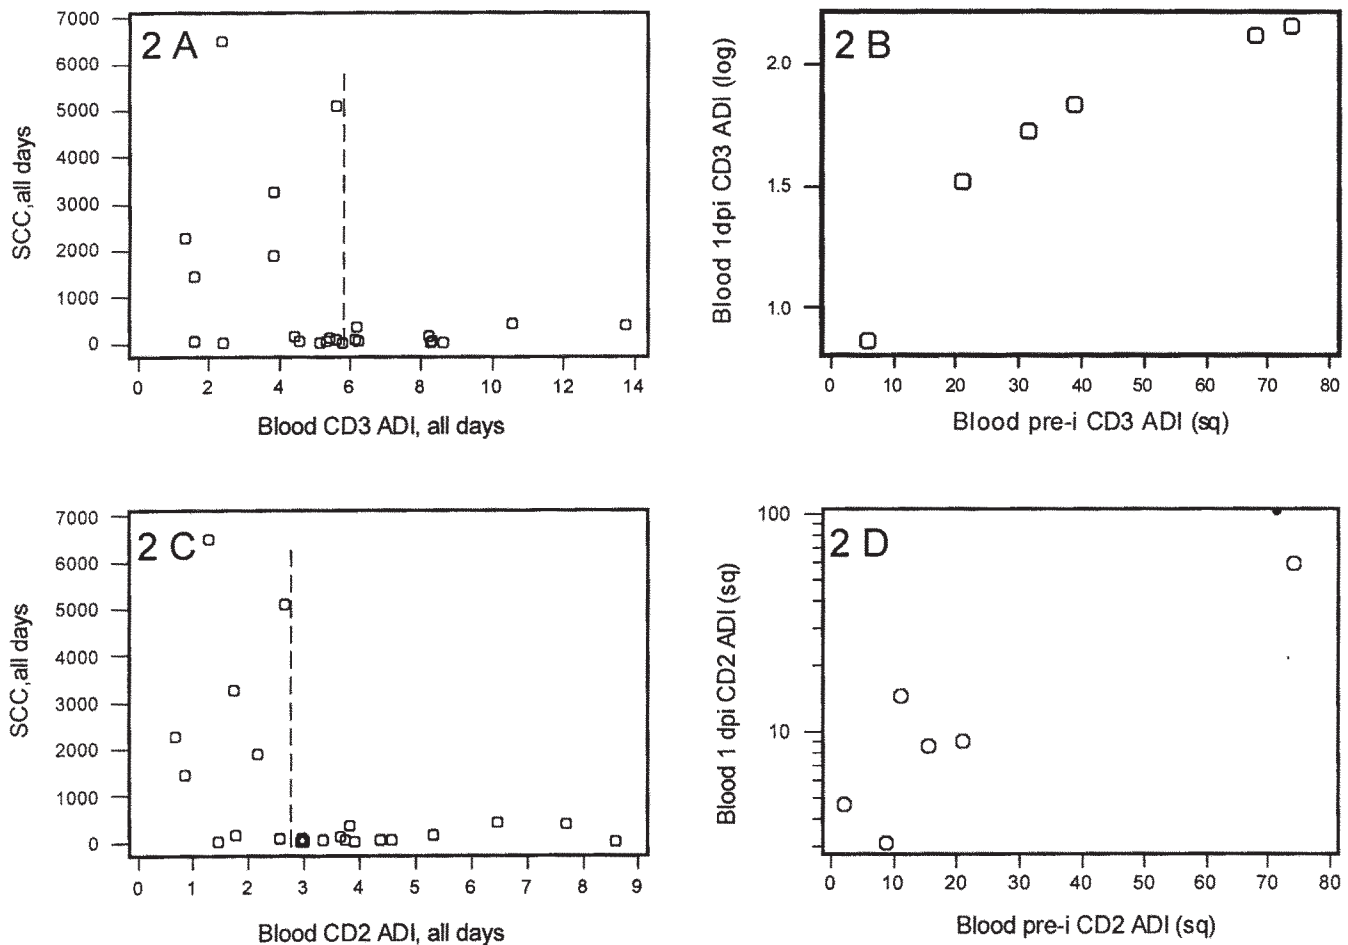 2 A
7000
6000
5000
4000
3000
2000
1000
0
SCC,all days
0 2 4 6 8 10 12 14
Blood CD3 ADI, all days
2 B
2.0
1.5
1.0
Blood 1dpi CD3 ADI (log)
0 10 20 30 40 50 60 70 80
Blood pre-i CD3 ADI (sq)
2 C
7000
6000
5000
4000
3000
2000
1000
0
SCC,all days
0 1 2 3 4 5 6 7 8 9
Blood CD2 ADI, all days
2 D
100
10
Blood 1 dpi CD2 ADI (sq)
0 10 20 30 40 50 60 70 80
Blood pre-i CD2 ADI (sq)